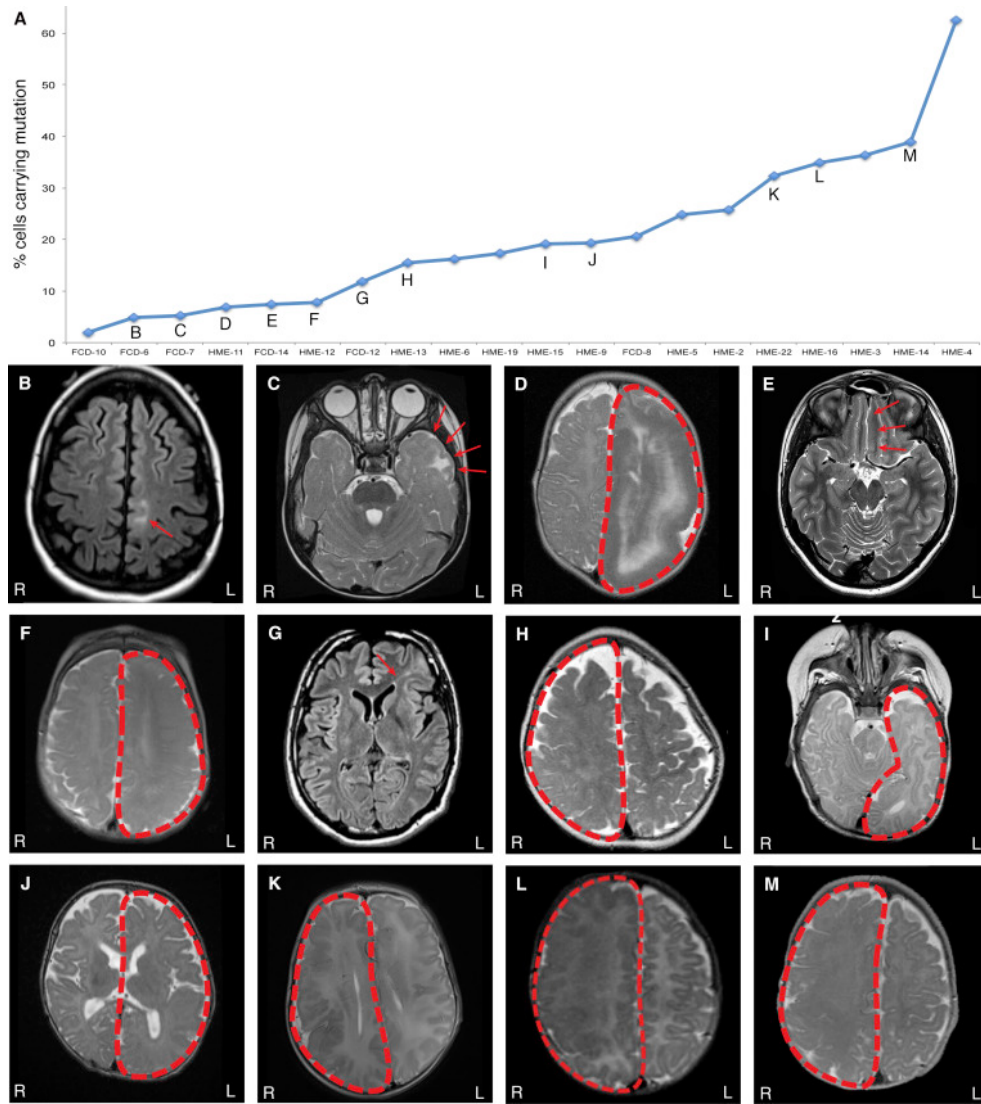 A
% cells carrying mutation
60
50
40
30
20
10
0
B
C
D
E
F
G
H
I
J
K
L
M
FCD-10 FCD-6 FCD-7 HME-11 FCD-14 HME-12 FCD-12 HME-13 HME-6 HME-19 HME-15 HME-9 FCD-8 HME-5 HME-2 HME-22 HME-16 HME-3 HME-14 HME-4
B C D E
R L R L R L R L
F G H I
2
R L R L R L R L
J K L M
R L R L R L R L